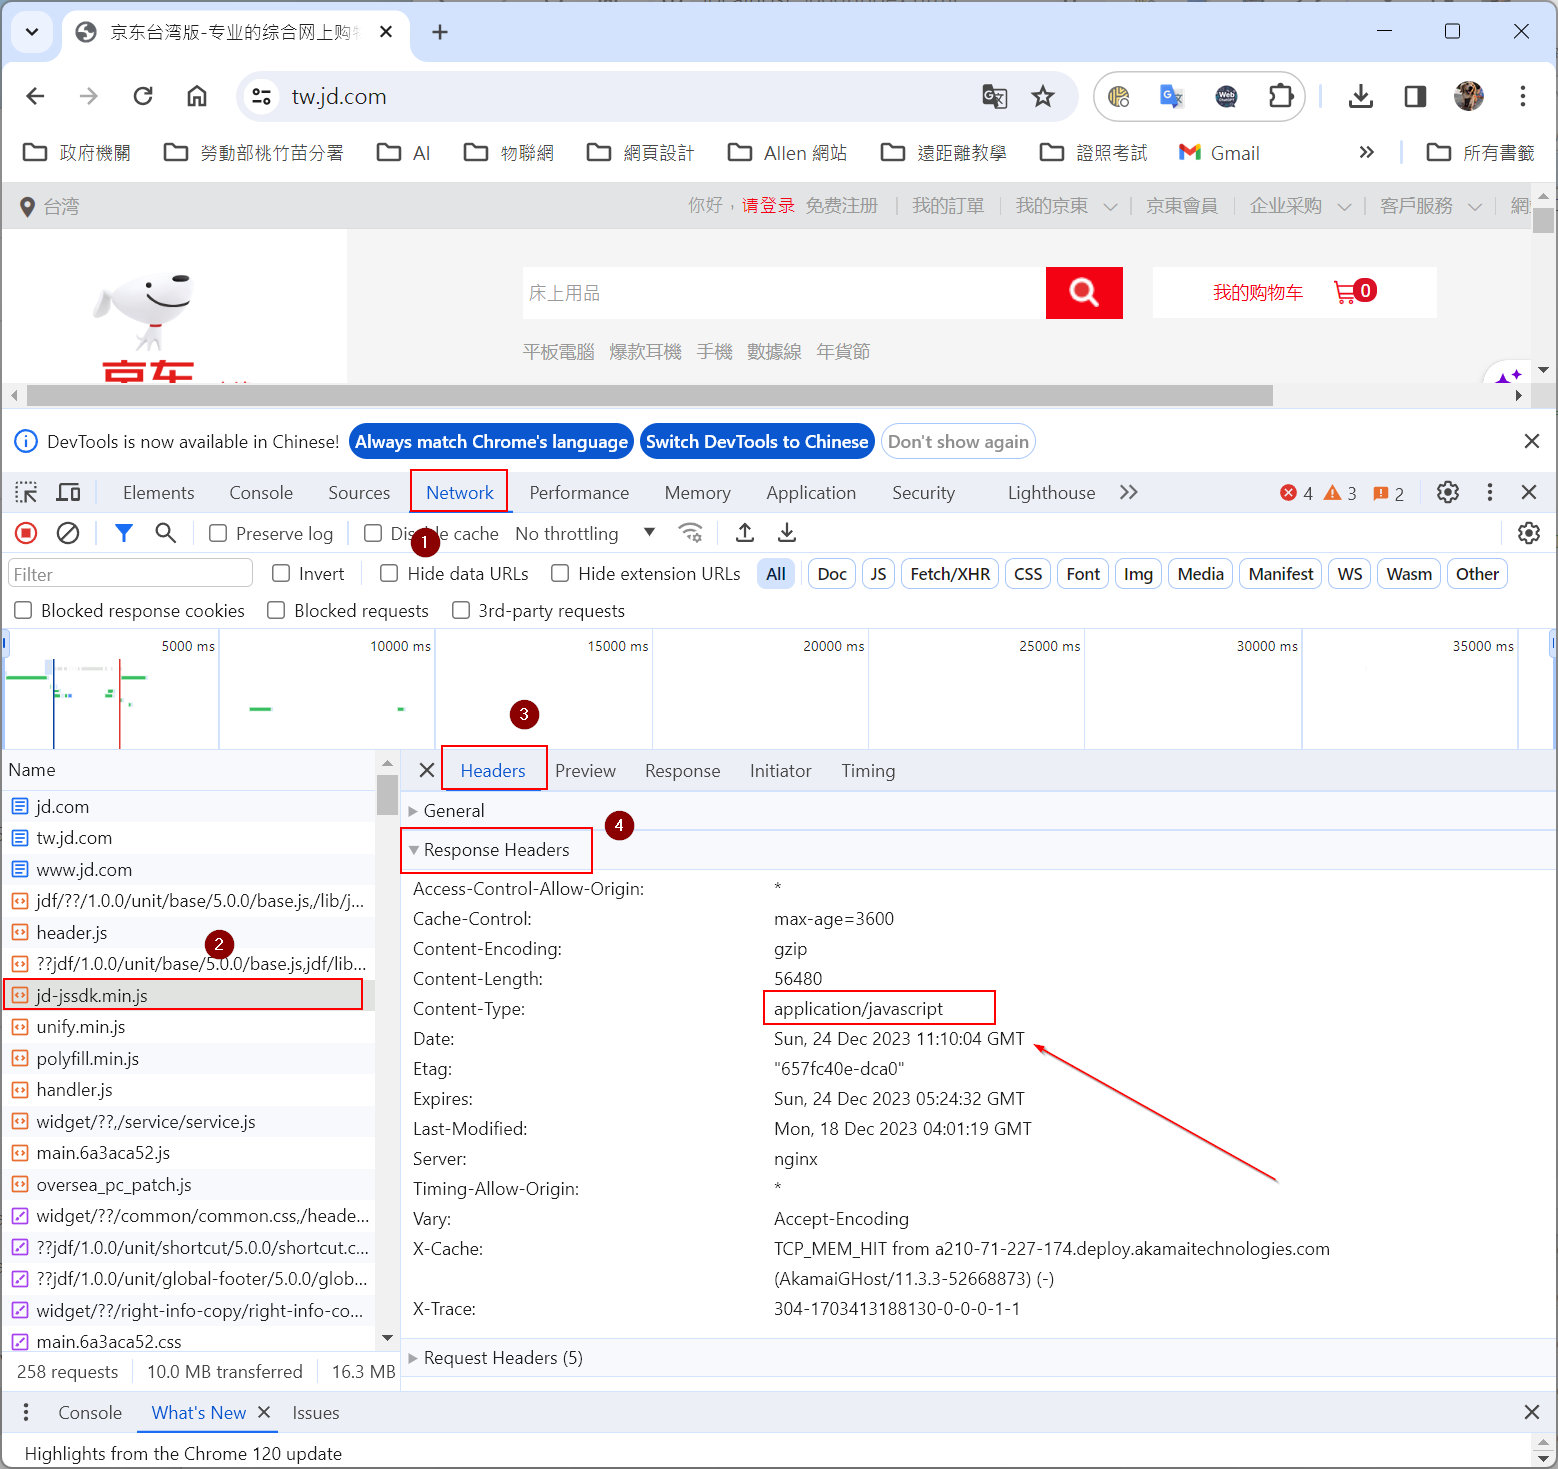 京东台湾版-专业的综合网上购
tw.jd.com
政府機關 勞動部桃竹苗分署 AI 物聯網 網頁設計 Allen 網站 遠距離教學 證照考試 Gmail 所有書籤
台湾 你好，请登录 免费注册 我的訂單 我的京東 京東會員 企业采购 客戶服務
床上用品
我的购物车 0
平板電腦 爆款耳機 手機 數據線 年貨節
京东
DevTools is now available in Chinese! Always match Chrome's language Switch DevTools to Chinese Don't show again
Elements Console Sources Network Performance Memory Application Security Lighthouse 4 3 2
Preserve log cache No throttling
1
Filter Invert Hide data URLs Hide extension URLs All Doc JS Fetch/XHR CSS Font Img Media Manifest WS Wasm Other
Blocked response cookies Blocked requests 3rd-party requests
5000 ms 10000 ms 15000 ms 20000 ms 25000 ms 30000 ms 35000 ms
3
Name
Headers Preview Response Initiator Timing
jd.com
tw.jd.com
www.jd.com
jdf/??/1.0.0/unit/base/5.0.0/base.js,/lib/j...
header.js
2
??jdf/1.0.0/unit/base/5.0.0/base.js,jdf/lib...
jd-jssdk.min.js
unify.min.js
polyfill.min.js
handler.js
widget/??,/service/service.js
main.6a3aca52.js
oversea_pc_patch.js
widget/??/common/common.css,/heade...
??jdf/1.0.0/unit/shortcut/5.0.0/shortcut.c...
??jdf/1.0.0/unit/global-footer/5.0.0/glob...
widget/??/right-info-copy/right-info-co...
main.6a3aca52.css
258 requests 10.0 MB transferred 16.3 MB
General
4
Response Headers
Access-Control-Allow-Origin: *
Cache-Control: max-age=3600
Content-Encoding: gzip
Content-Length: 56480
Content-Type: application/javascript
Date: Sun, 24 Dec 2023 11:10:04 GMT
Etag: "657fc40e-dca0"
Expires: Sun, 24 Dec 2023 05:24:32 GMT
Last-Modified: Mon, 18 Dec 2023 04:01:19 GMT
Server: nginx
Timing-Allow-Origin: *
Vary: Accept-Encoding
X-Cache: TCP_MEM_HIT from a210-71-227-174.deploy.akamaitechnologies.com
(AkamaiGHost/11.3.3-52668873) (-)
X-Trace: 304-1703413188130-0-0-0-1-1
Request Headers (5)
Console What's New Issues
Highlights from the Chrome 120 update